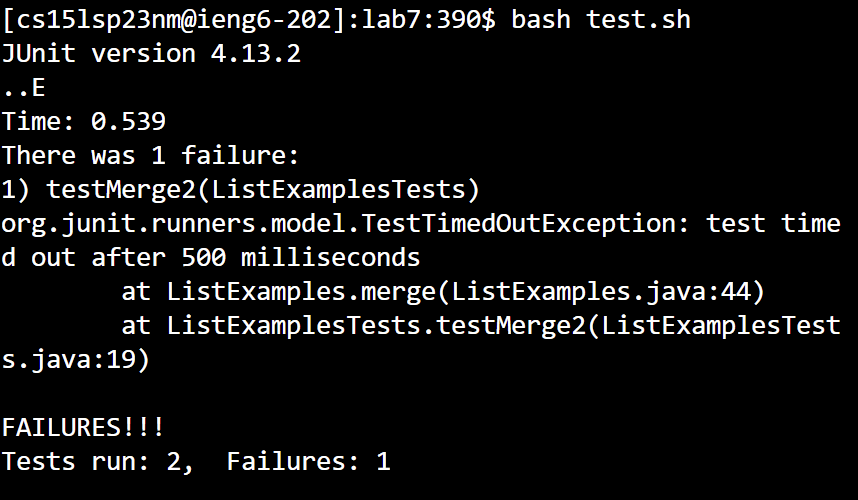 [cs15lsp23nm@ieng6-202]:lab7:390$ bash test.sh
JUnit version 4.13.2
..E
Time: 0.539
There was 1 failure:
1) testMerge2(ListExamplesTests)
org.junit.runners.model.TestTimedOutException: test time
d out after 500 milliseconds
        at ListExamples.merge(ListExamples.java:44)
        at ListExamplesTests.testMerge2(ListExamplesTest
s.java:19)

FAILURES!!!
Tests run: 2,  Failures: 1